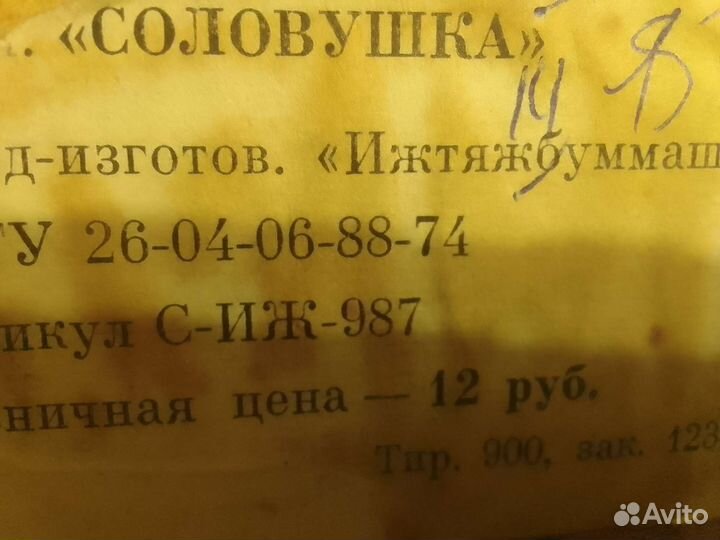 . «СОЛОВУШКА»
д-изготов. «Ижтяжбуммаш
ТУ 26-04-06-88-74
икул С-ИЖ-987
ничная цена — 12 руб.
Тир. 900, зак. 123
Avito